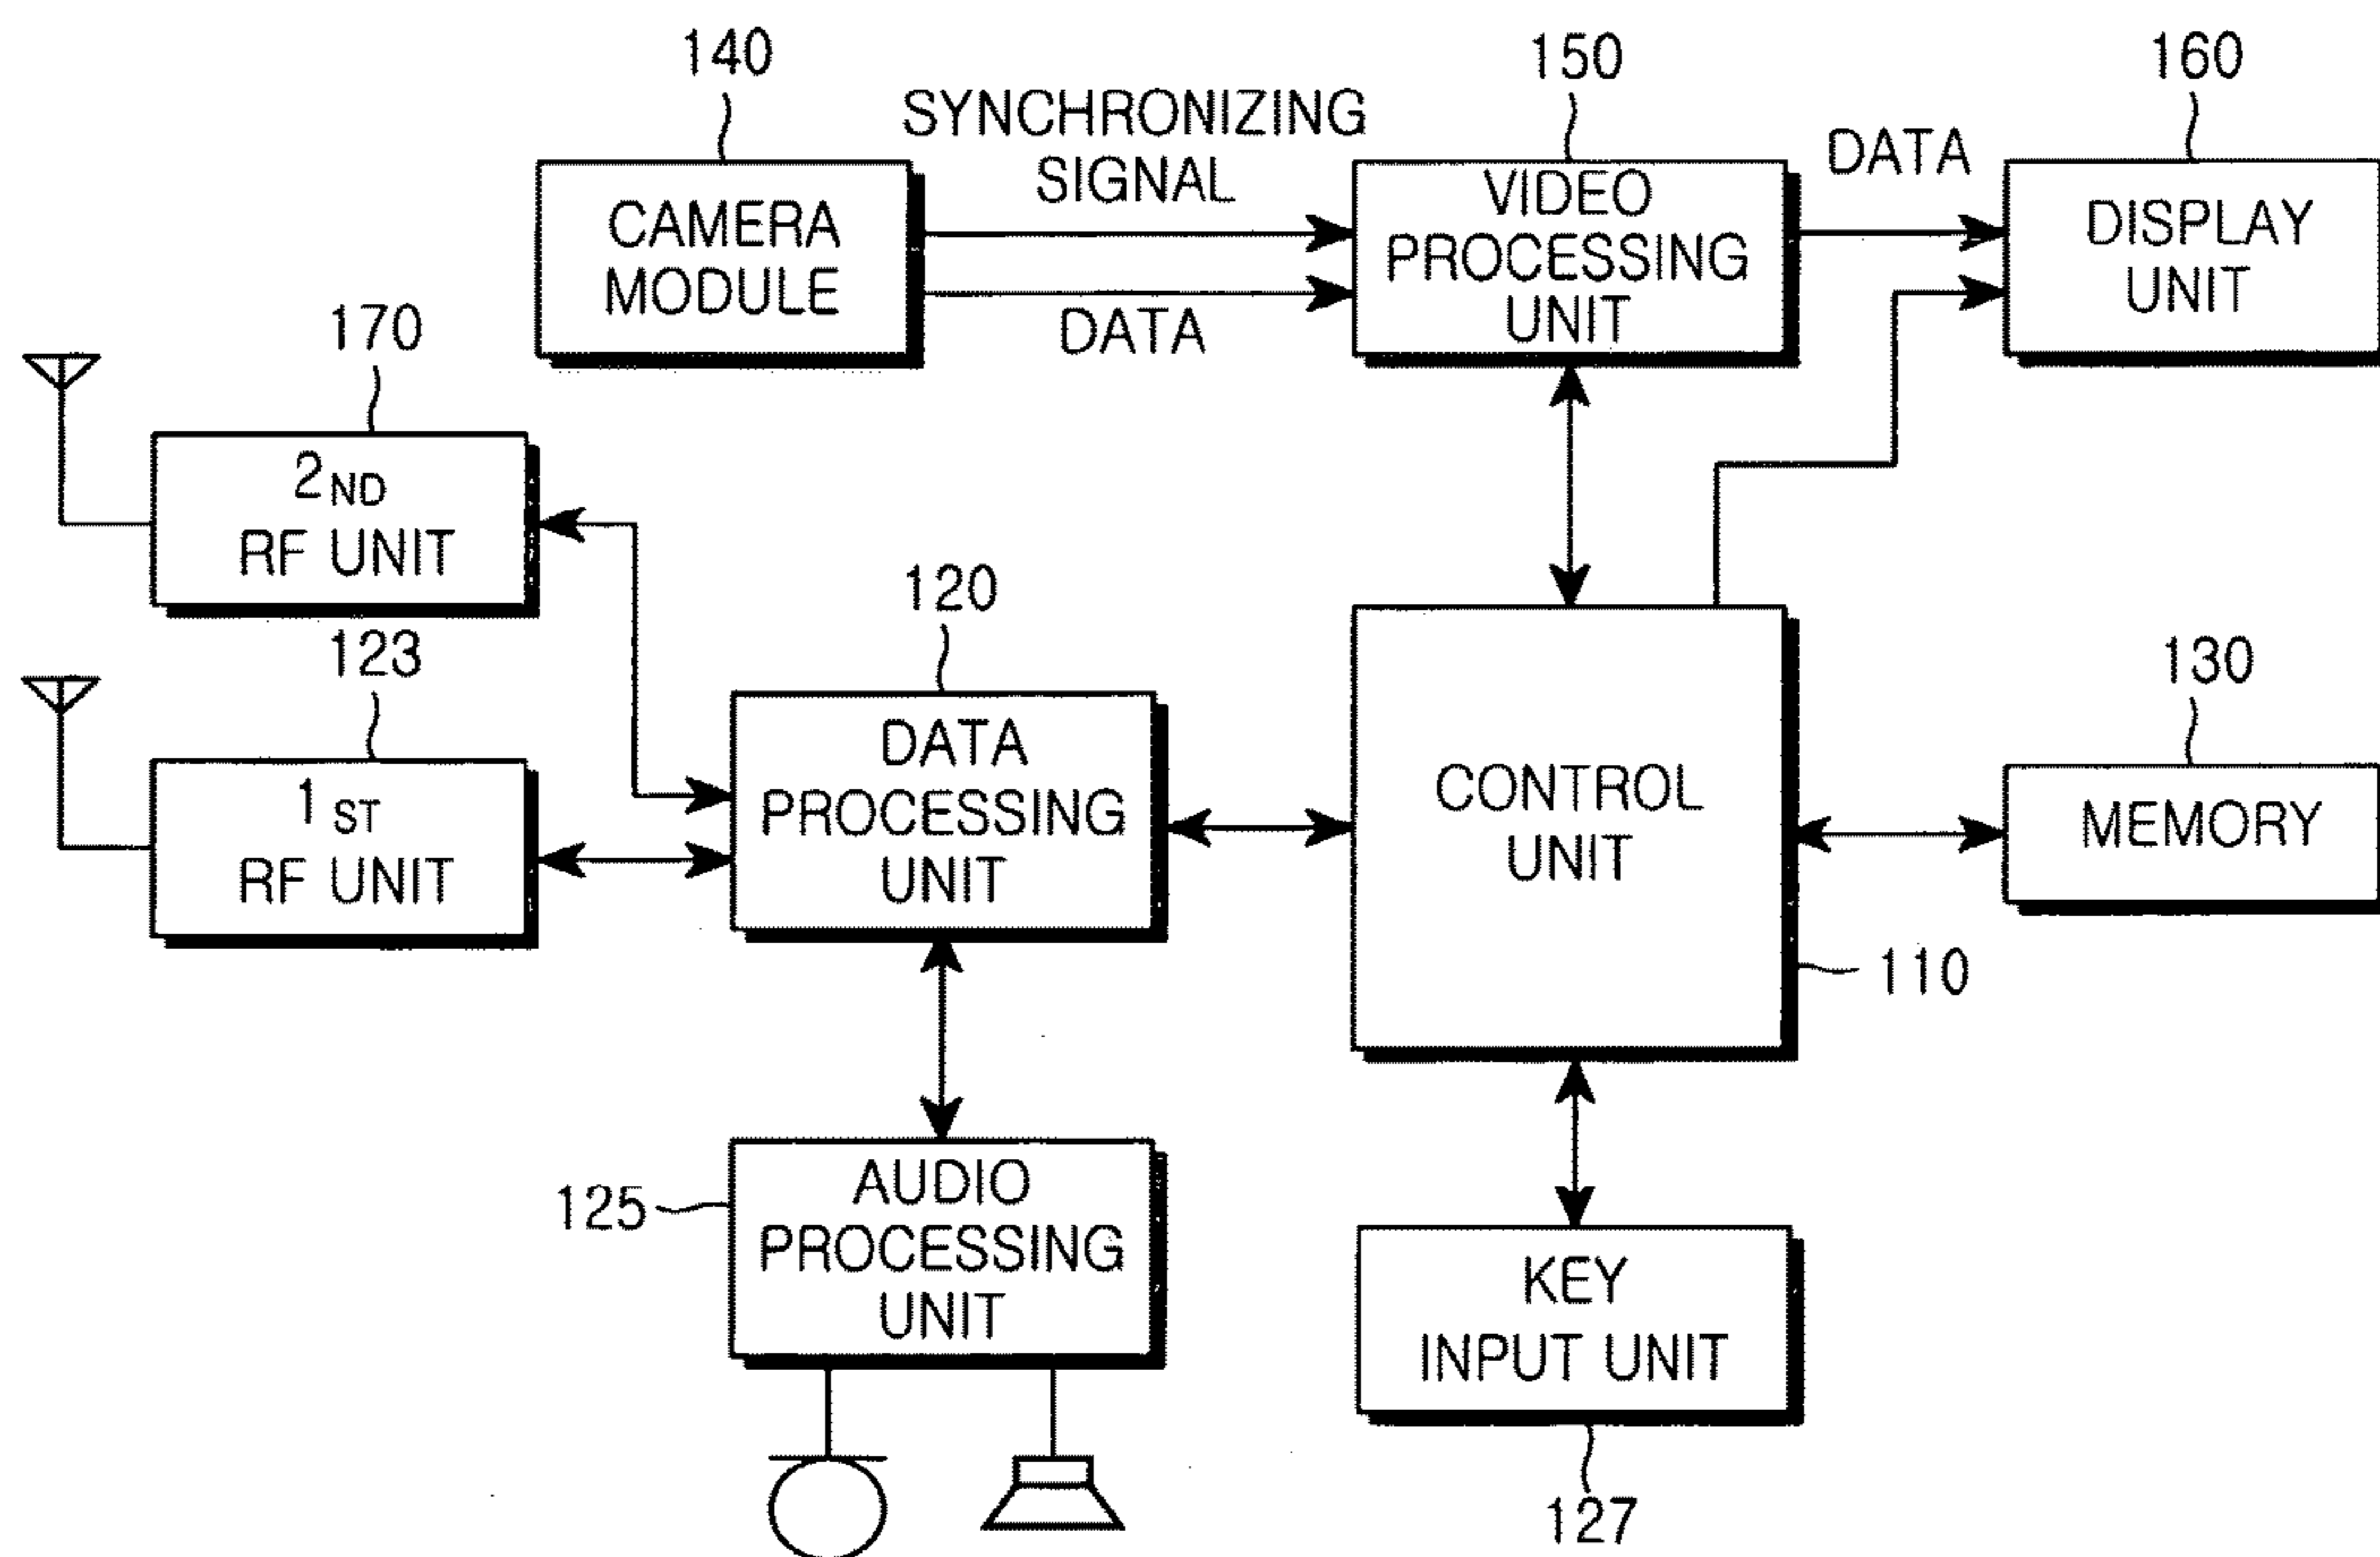 140
SYNCHRONIZING
SIGNAL
150
DATA
160
CAMERA
MODULE
DATA
VIDEO
PROCESSING
UNIT
DISPLAY
UNIT
170
2ND
RF UNIT
123
1ST
RF UNIT
120
DATA
PROCESSING
UNIT
CONTROL
UNIT
110
130
MEMORY
125
AUDIO
PROCESSING
UNIT
KEY
INPUT UNIT
127